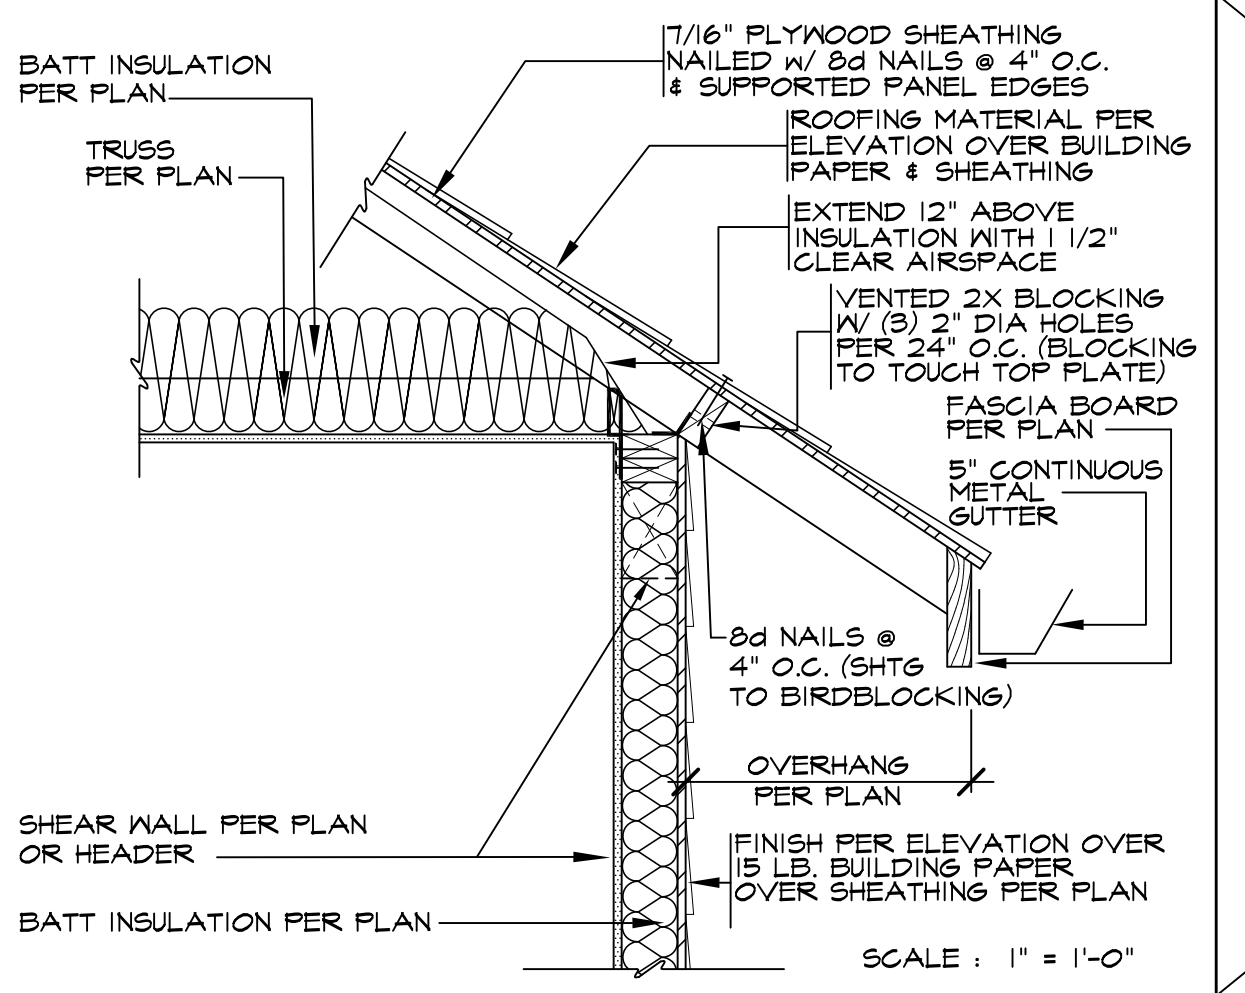 7/16" PLYWOOD SHEATHING
NAILED W/ 8d NAILS @ 4" O.C.
& SUPPORTED PANEL EDGES
BATT INSULATION
PER PLAN
ROOFING MATERIAL PER
ELEVATION OVER BUILDING
PAPER & SHEATHING
TRUSS
PER PLAN
EXTEND 12" ABOVE
INSULATION WITH 1 1/2"
CLEAR AIRSPACE
VENTED 2X BLOCKING
W/ (3) 2" DIA HOLES
PER 24" O.C. (BLOCKING
TO TOUCH TOP PLATE)
FASCIA BOARD
PER PLAN
5" CONTINUOUS
METAL
GUTTER
8d NAILS @
4" O.C. (SHTG
TO BIRDBLOCKING)
OVERHANG
PER PLAN
SHEAR WALL PER PLAN
OR HEADER
FINISH PER ELEVATION OVER
15 LB. BUILDING PAPER
OVER SHEATHING PER PLAN
BATT INSULATION PER PLAN
SCALE : 1" = 1'-0"